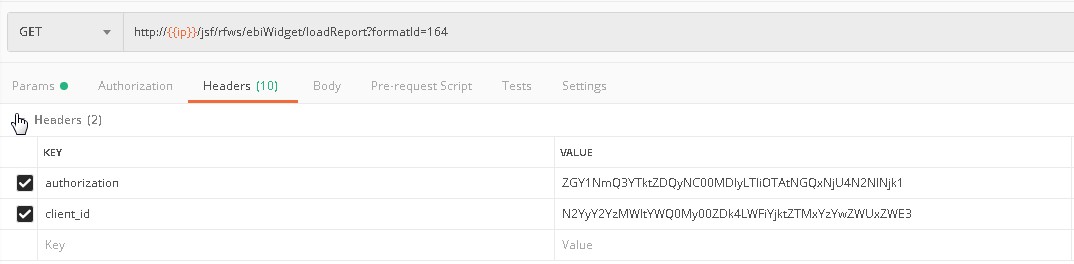 GET http://{{ip}}/jsf/rfws/ebiWidget/loadReport?formatId=164
Params Authorization Headers (10) Body Pre-request Script Tests Settings
Headers (2)
KEY VALUE
authorization ZGY1NmQ3YTktZDQyNC00MDIyLTliOTAtNGQxNjU4N2NlNjk1
client_id N2YyY2YzMWItYWQ0My00ZDk4LWFiYjktZTMxYzYwZWUxZWE3
Key Value